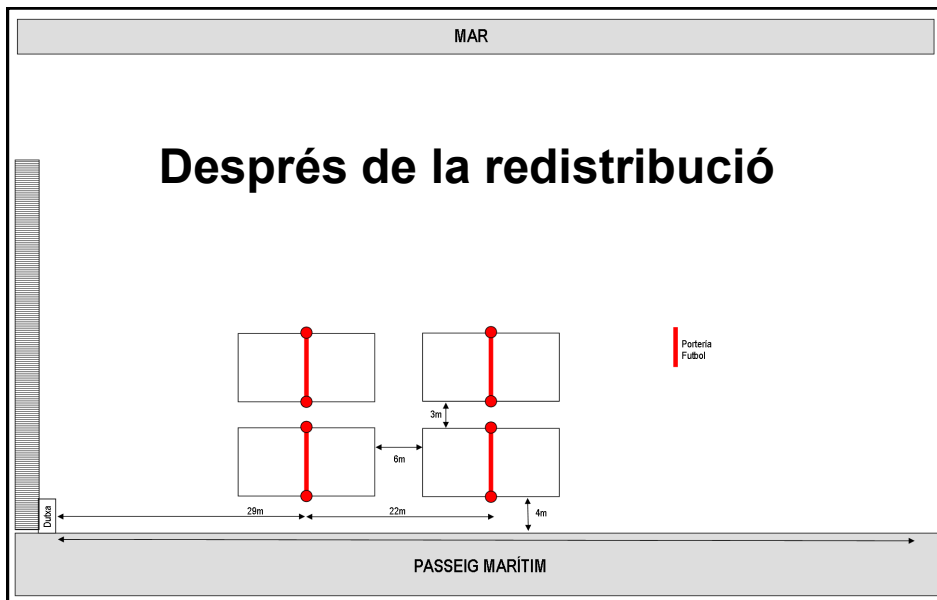 MAR
Després de la redistribució
Portería
Futbol
3m
6m
29m
22m
4m
Dutxa
PASSEIG MARÍTIM